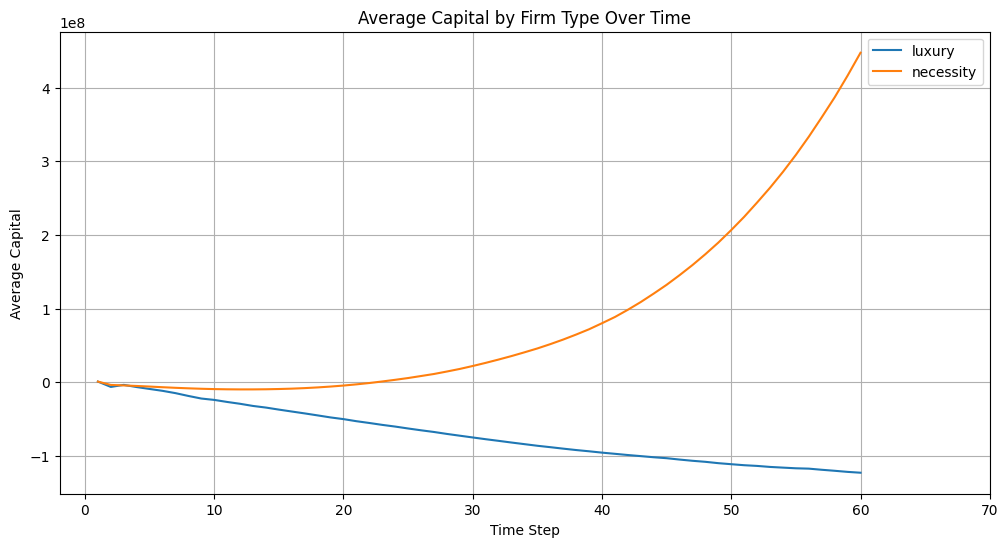 Average Capital by Firm Type Over Time
1e8
luxury
necessity
4
3
2
1
0
−1
Average Capital
0 10 20 30 40 50 60 70
Time Step